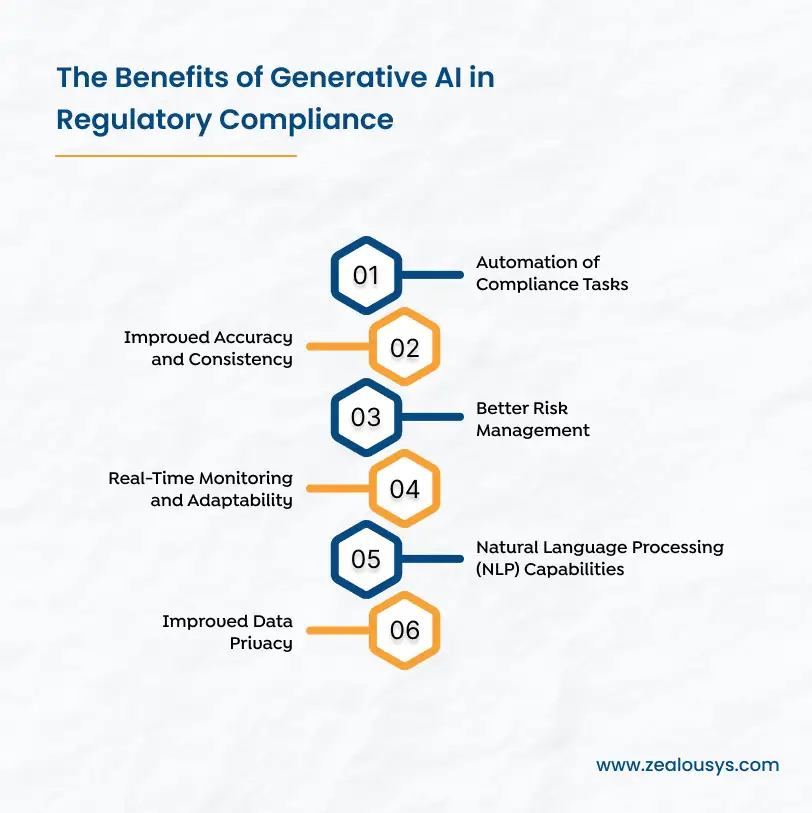 The Benefits of Generative AI in
Regulatory Compliance
01
Automation of
Compliance Tasks
Improved Accuracy
and Consistency
02
03
Better Risk
Management
Real-Time Monitoring
and Adaptability
04
05
Natural Language Processing
(NLP) Capabilities
Improved Data
Privacy
06
www.zealousys.com